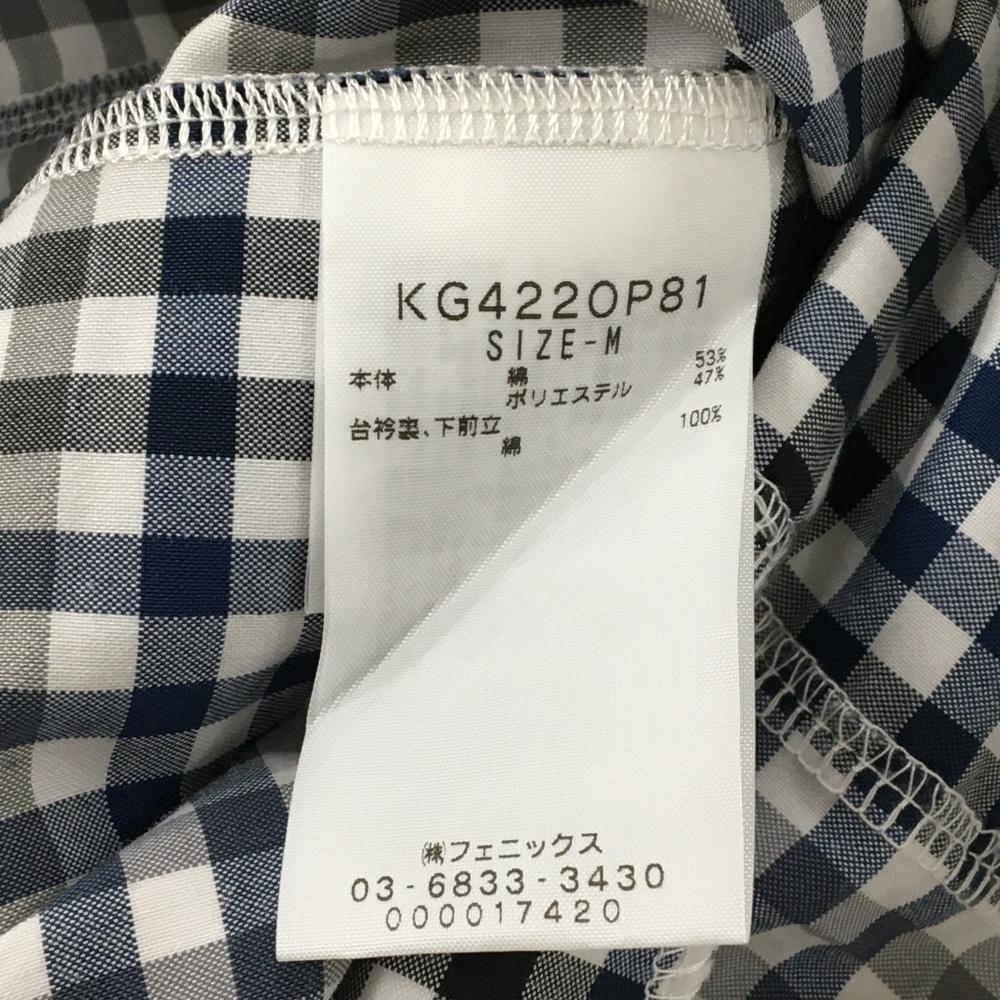 KG4220P81
SIZE-M
本体 綿 53%
ポリエステル 47%
台衿裏、下前立
綿 100%
㈱フェニックス
03-6833-3430
000017420